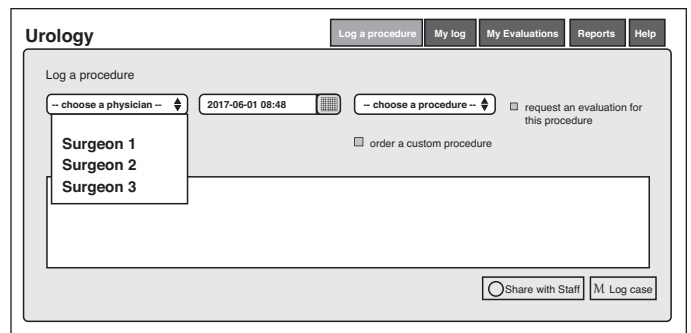 Urology
Log a procedure
My log
My Evaluations
Reports
Help
Log a procedure
-- choose a physician --
2017-06-01 08:48
-- choose a procedure --
request an evaluation for
this procedure
order a custom procedure
Surgeon 1
Surgeon 2
Surgeon 3
Share with Staff
M Log case